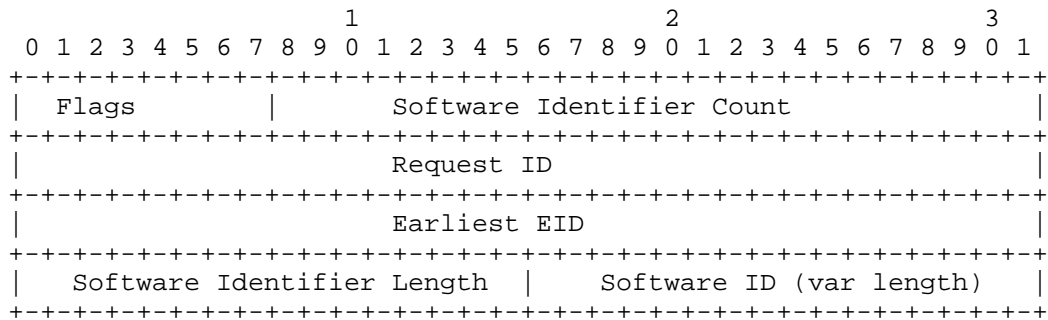 1                   2                   3
 0 1 2 3 4 5 6 7 8 9 0 1 2 3 4 5 6 7 8 9 0 1 2 3 4 5 6 7 8 9 0 1
+-+-+-+-+-+-+-+-+-+-+-+-+-+-+-+-+-+-+-+-+-+-+-+-+-+-+-+-+-+-+-+-+
|  Flags        |       Software Identifier Count               |
+-+-+-+-+-+-+-+-+-+-+-+-+-+-+-+-+-+-+-+-+-+-+-+-+-+-+-+-+-+-+-+-+
|                       Request ID                              |
+-+-+-+-+-+-+-+-+-+-+-+-+-+-+-+-+-+-+-+-+-+-+-+-+-+-+-+-+-+-+-+-+
|                       Earliest EID                            |
+-+-+-+-+-+-+-+-+-+-+-+-+-+-+-+-+-+-+-+-+-+-+-+-+-+-+-+-+-+-+-+-+
|   Software Identifier Length  |    Software ID (var length)   |
+-+-+-+-+-+-+-+-+-+-+-+-+-+-+-+-+-+-+-+-+-+-+-+-+-+-+-+-+-+-+-+-+